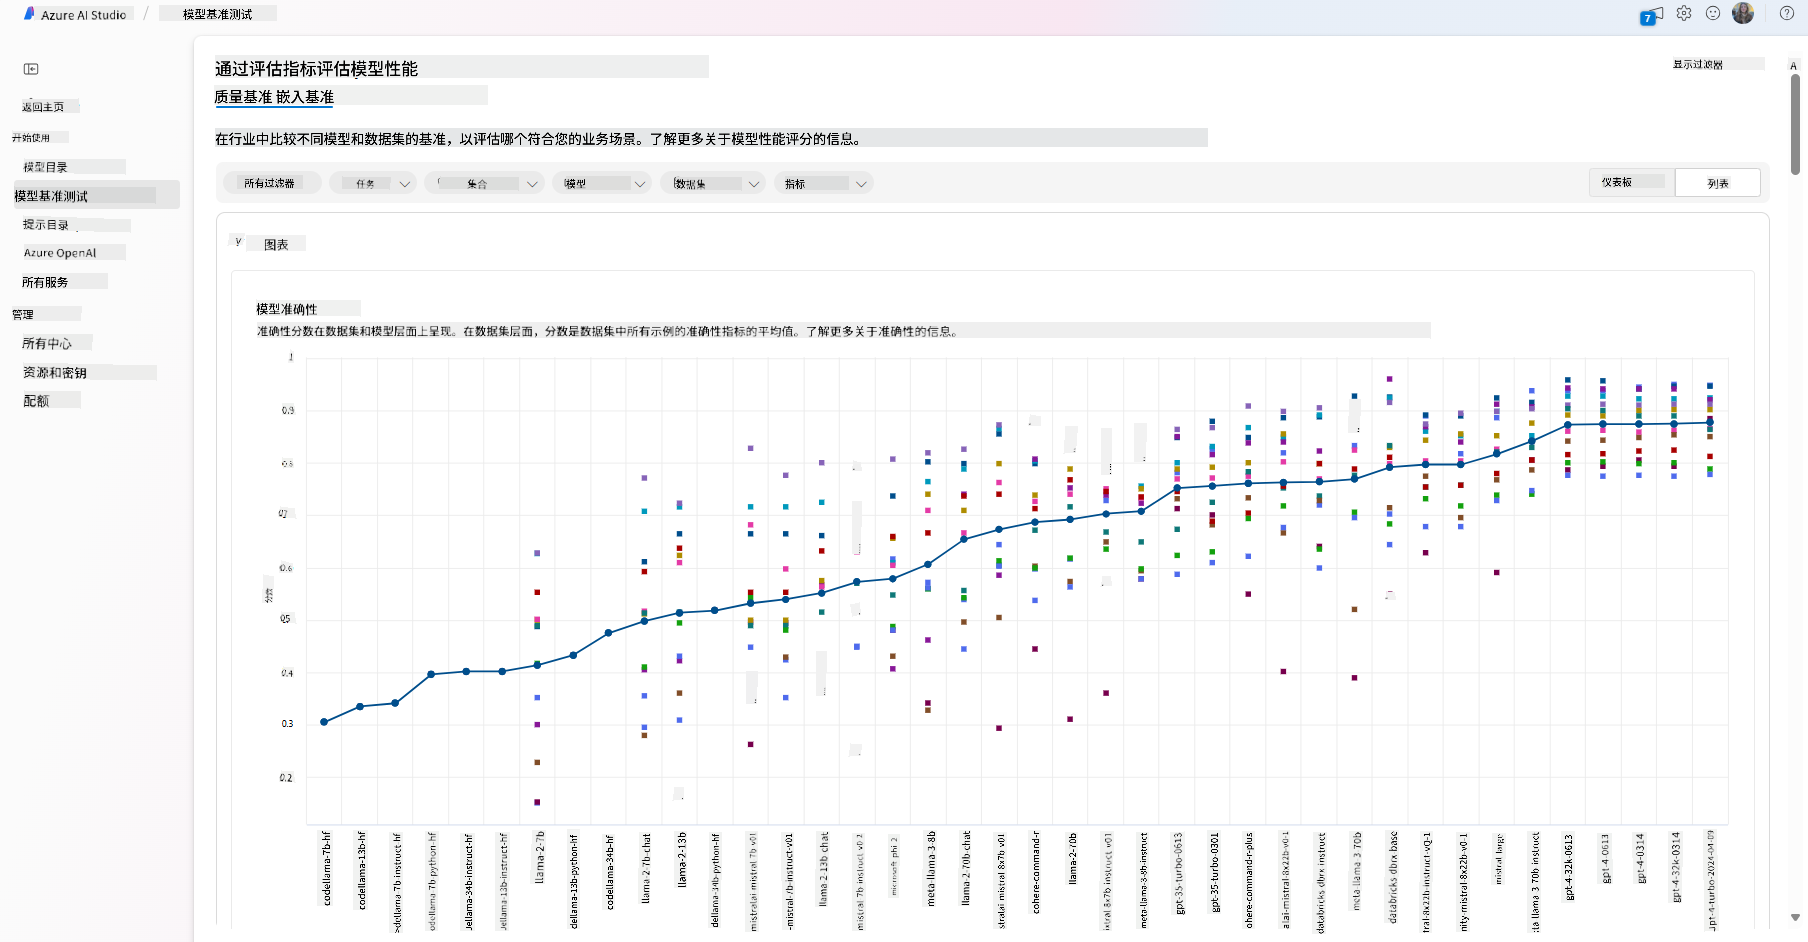 Azure AI Studio / 模型基准测试
7
返回主页
开始使用
模型目录
模型基准测试
提示目录
Azure OpenAI
所有服务
管理
所有中心
资源和密钥
配额
通过评估指标评估模型性能
显示过滤器
A
质量基准 嵌入基准
在行业中比较不同模型和数据集的基准，以评估哪个符合您的业务场景。了解更多关于模型性能评分的信息。
所有过滤器
任务
集合
模型
数据集
指标
仪表板
列表
图表
模型准确性
准确性分数在数据集和模型层面上呈现。在数据集层面，分数是数据集中所有示例的准确性指标的平均值。了解更多关于准确性的信息。
1
0.9
0.8
0.7
0.6
0.5
0.4
0.3
0.2
分数
codellama-7b-hf
codellama-13b-hf
dellama-7b-instruct-hf
odellama-7b-python-hf
dellama-34b-instruct-hf
dellama-13b-instruct-hf
llama-2-7b
dellama-13b-python-hf
codellama-34b-hf
llama-2-7b-chat
llama-2-13b
dellama-34b-python-hf
mistralai-mistral-7b-v01
-mistral-7b-instruct-v01
llama-2-13b-chat
mistral-7b-instruct-v0.2
microsoft-phi-2
meta-llama-3-8b
llama-2-70b-chat
stralai-mixtral-8x7b-v01
cohere-command-r
llama-2-70b
ixtral-8x7b-instruct-v01
meta-llama-3-8b-instruct
gpt-35-turbo-0613
gpt-35-turbo-0301
ohere-command-r-plus
alai-mixtral-8x22b-v0-1
databricks-dbrx-instruct
meta-llama-3-70b
databricks-dbrx-base
tral-8x22b-instruct-v0-1
nity-mixtral-8x22b-v0-1
mistral-large
ta-llama-3-70b-instruct
gpt-4-32k-0613
gpt-4-0613
gpt-4-0314
gpt-4-32k-0314
gpt-4-turbo-2024-04-09